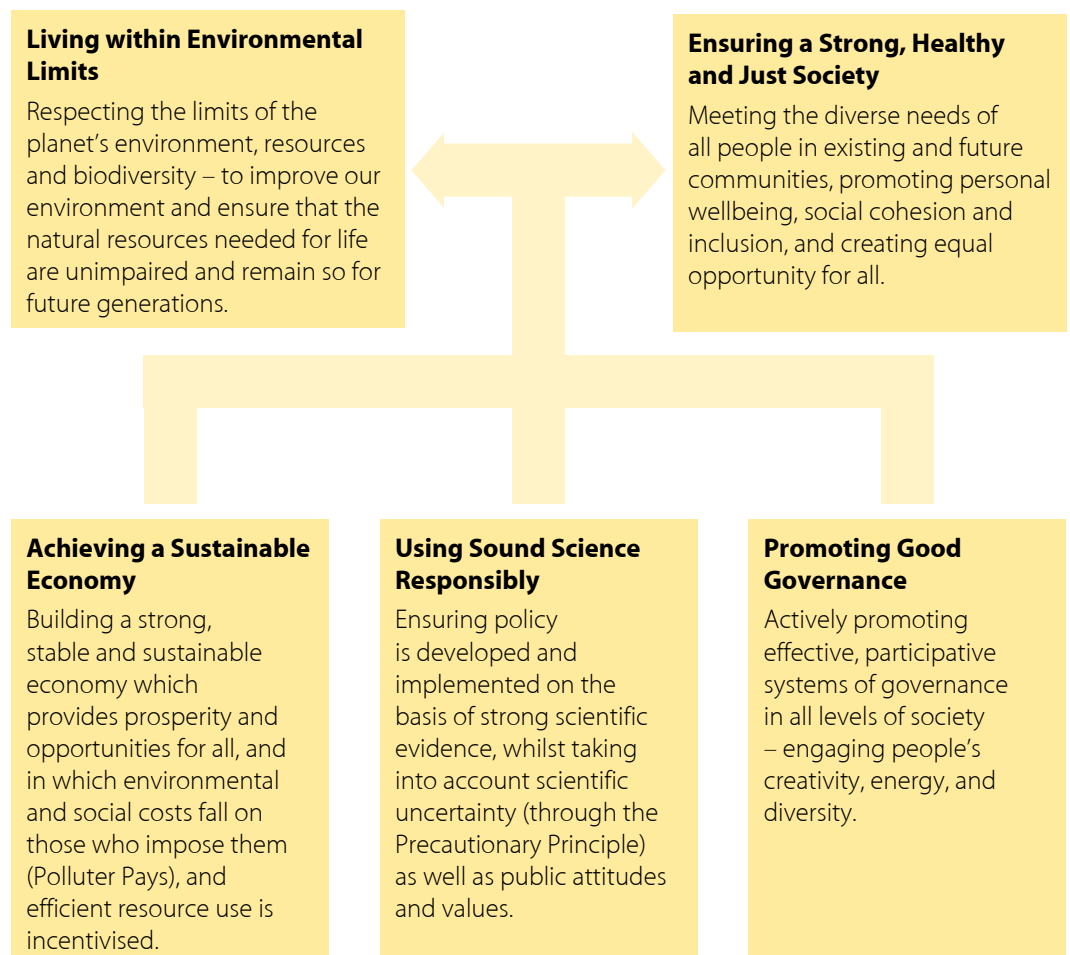 Living within Environmental
Limits
Respecting the limits of the
planet’s environment, resources
and biodiversity – to improve our
environment and ensure that the
natural resources needed for life
are unimpaired and remain so for
future generations.
Ensuring a Strong, Healthy
and Just Society
Meeting the diverse needs of
all people in existing and future
communities, promoting personal
wellbeing, social cohesion and
inclusion, and creating equal
opportunity for all.
Achieving a Sustainable
Economy
Building a strong,
stable and sustainable
economy which
provides prosperity and
opportunities for all, and
in which environmental
and social costs fall on
those who impose them
(Polluter Pays), and
efficient resource use is
incentivised.
Using Sound Science
Responsibly
Ensuring policy
is developed and
implemented on the
basis of strong scientific
evidence, whilst taking
into account scientific
uncertainty (through the
Precautionary Principle)
as well as public attitudes
and values.
Promoting Good
Governance
Actively promoting
effective, participative
systems of governance
in all levels of society
– engaging people’s
creativity, energy, and
diversity.